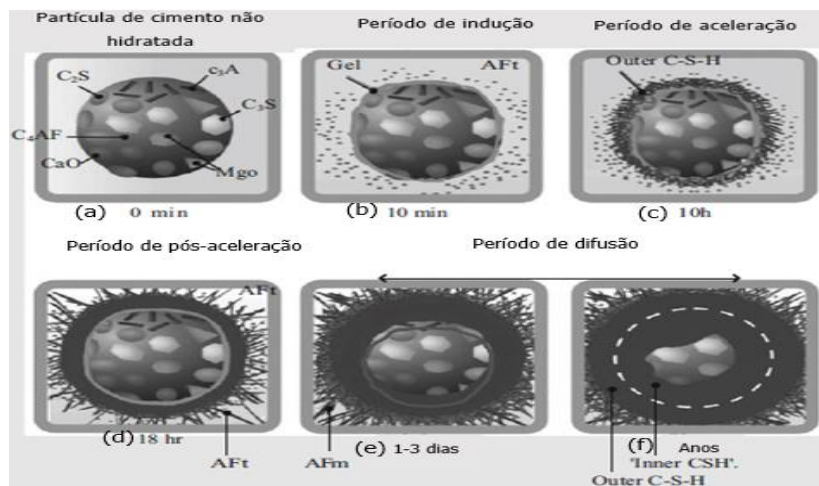 Partícula de cimento não
hidratada
Período de indução
Período de aceleração
C₂S
c₃A
C₃S
C₄AF
CaO
Mgo
(a) 0 min
Gel
AFt
(b) 10 min
Outer C-S-H
(c) 10h
Período de pós-aceleração
Período de difusão
AFt
(d) 18 hr
AFt
(e) 1-3 dias
AFm
(f) Anos
'Inner CSH'.
Outer C-S-H